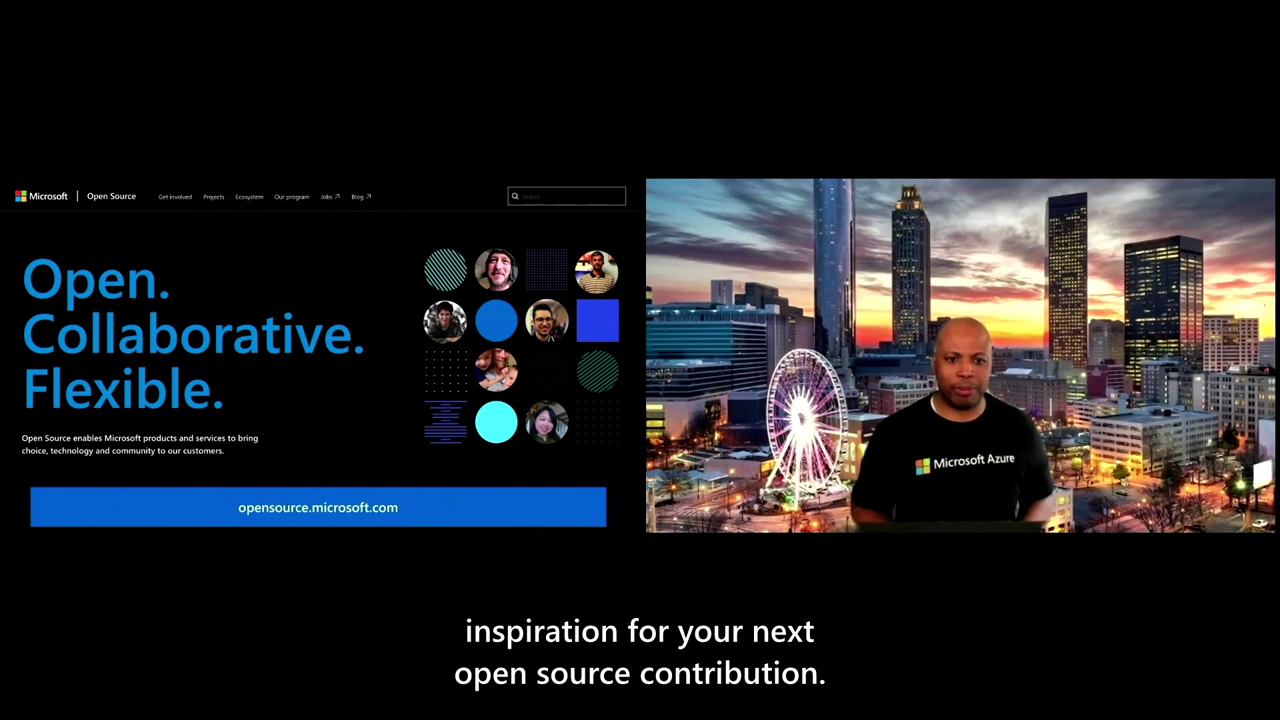 Microsoft | Open Source Get involved Projects Ecosystem Our program Jobs ↗ Blog ↗ Search
Open.
Collaborative.
Flexible.
Open Source enables Microsoft products and services to bring
choice, technology and community to our customers.
opensource.microsoft.com
Microsoft Azure
inspiration for your next
open source contribution.